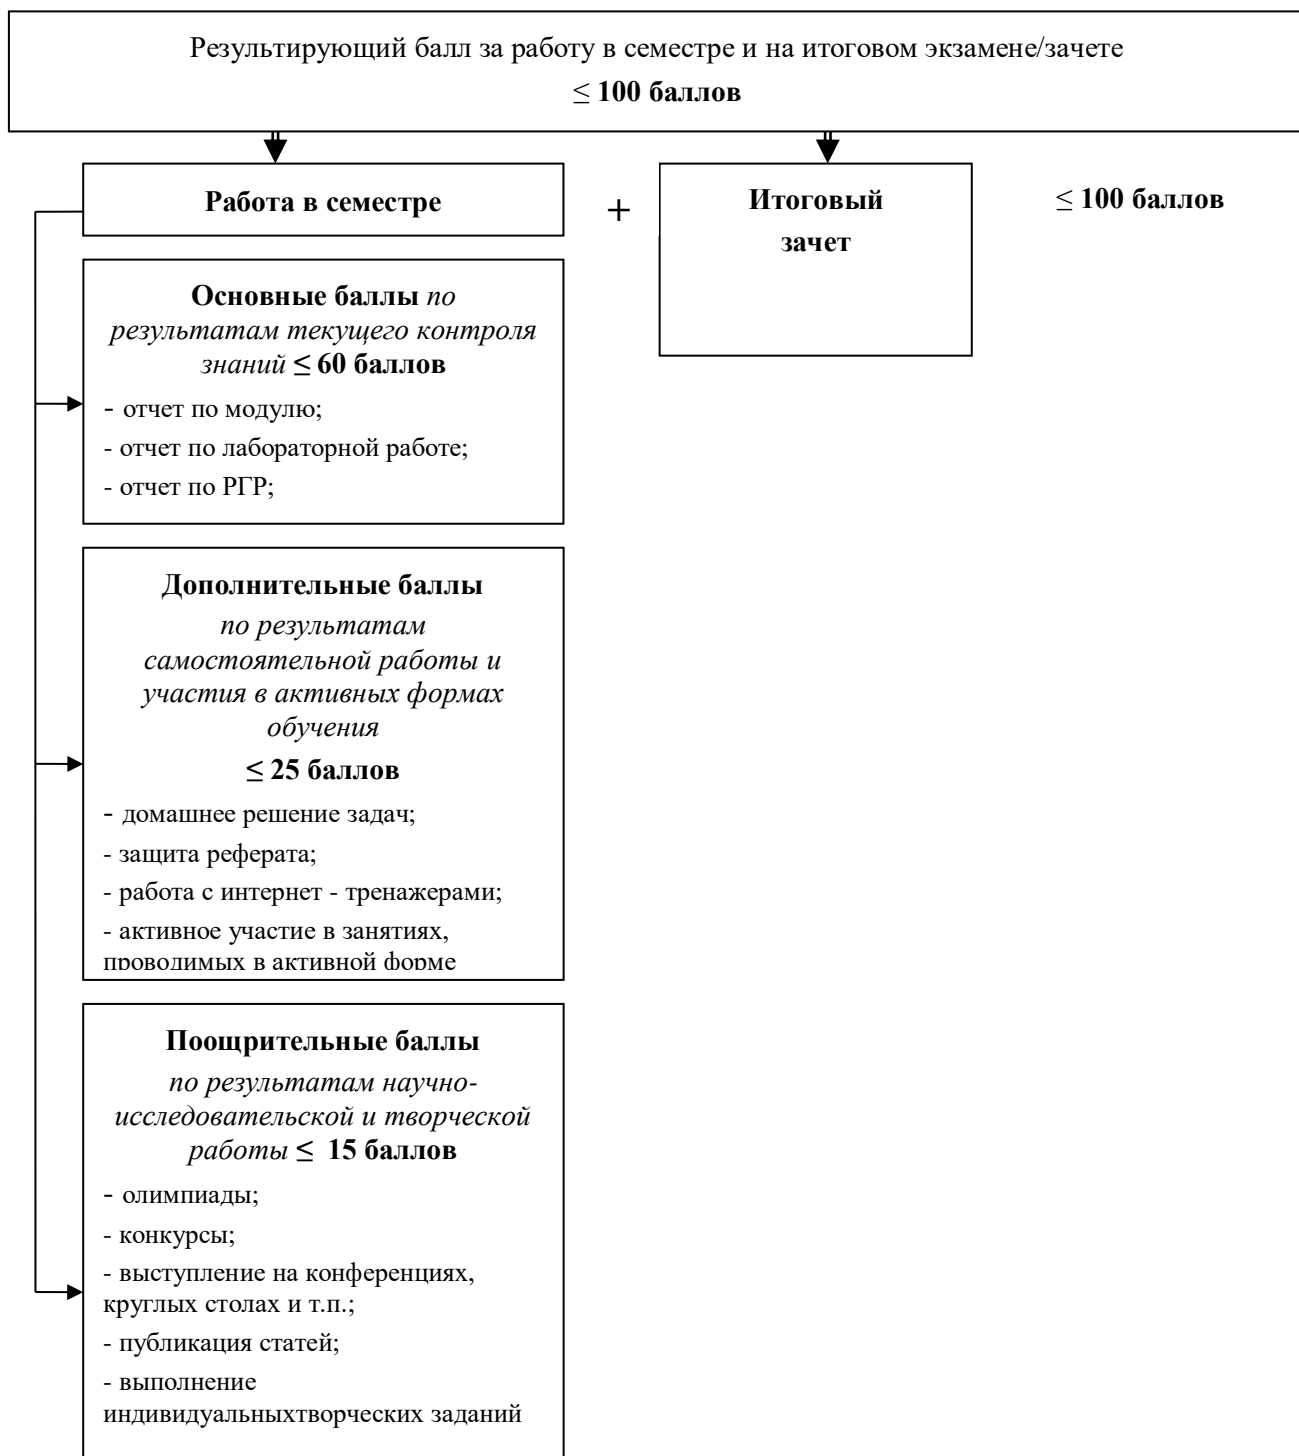 Результирующий балл за работу в семестре и на итоговом экзамене/зачете
≤ 100 баллов
Работа в семестре
+
Итоговый
зачет
≤ 100 баллов
Основные баллы по
результатам текущего контроля
знаний ≤ 60 баллов
- отчет по модулю;
- отчет по лабораторной работе;
- отчет по РГР;
Дополнительные баллы
по результатам
самостоятельной работы и
участия в активных формах
обучения
≤ 25 баллов
- домашнее решение задач;
- защита реферата;
- работа с интернет - тренажерами;
- активное участие в занятиях,
проводимых в активной форме
Поощрительные баллы
по результатам научно-
исследовательской и творческой
работы ≤ 15 баллов
- олимпиады;
- конкурсы;
- выступление на конференциях,
круглых столах и т.п.;
- публикация статей;
- выполнение
индивидуальныхтворческих заданий